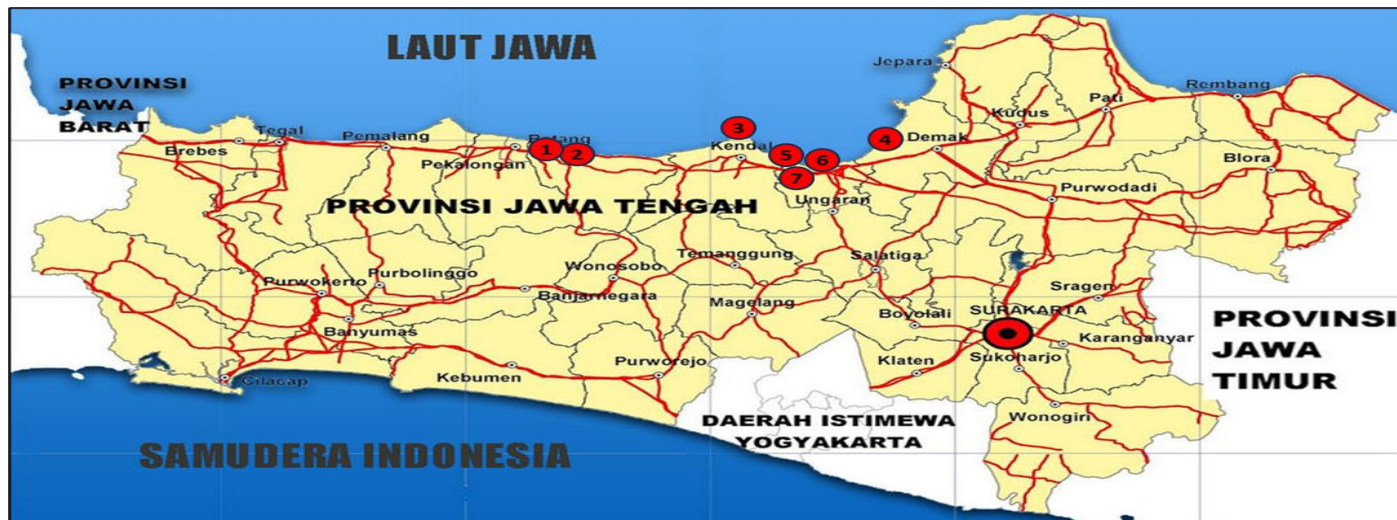 LAUT JAWA
PROVINSI
JAWA
BARAT
Jepara
Rembang
Pati
Kudus
Tegal
Pemalang
Batang
3
4
Demak
Brebes
1
2
Pekalongan
Kendal
5
6
7
Blora
Purwodadi
PROVINSI JAWA TENGAH
Ungaran
Temanggung
Salatiga
Wonosobo
Purbolinggo
Purwokerto
Banjarnegara
Magelang
Sragen
Boyolali
SURAKARTA
Banyumas
Karanganyar
PROVINSI
JAWA
TIMUR
Klaten
Sukoharjo
Purworejo
Kebumen
Cilacap
Wonogiri
DAERAH ISTIMEWA
YOGYAKARTA
SAMUDERA INDONESIA